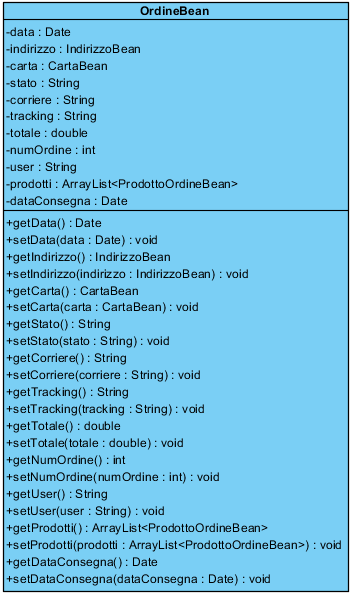 OrdineBean
-data : Date
-indirizzo : IndirizzoBean
-carta : CartaBean
-stato : String
-corriere : String
-tracking : String
-totale : double
-numOrdine : int
-user : String
-prodotti : ArrayList<ProdottoOrdineBean>
-dataConsegna : Date
+getData() : Date
+setData(data : Date) : void
+getIndirizzo() : IndirizzoBean
+setIndirizzo(indirizzo : IndirizzoBean) : void
+getCarta() : CartaBean
+setCarta(carta : CartaBean) : void
+getStato() : String
+setStato(stato : String) : void
+getCorriere() : String
+setCorriere(corriere : String) : void
+getTracking() : String
+setTracking(tracking : String) : void
+getTotale() : double
+setTotale(totale : double) : void
+getNumOrdine() : int
+setNumOrdine(numOrdine : int) : void
+getUser() : String
+setUser(user : String) : void
+getProdotti() : ArrayList<ProdottoOrdineBean>
+setProdotti(prodotti : ArrayList<ProdottoOrdineBean>) : void
+getDataConsegna() : Date
+setDataConsegna(dataConsegna : Date) : void